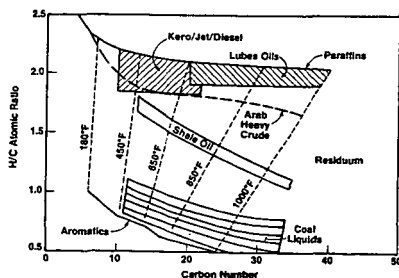 Kero/Jet/Diesel
Lubes Oils
Paraffins
2.5
2.0
1.5
1.0
0.5
H/C Atomic Ratio
180°F
450°F
650°F
850°F
1000°F
Shale Oil
Arab
Heavy
Crude
Residuum
Aromatics
Coal
Liquids
0
10
20
30
40
50
Carbon Number